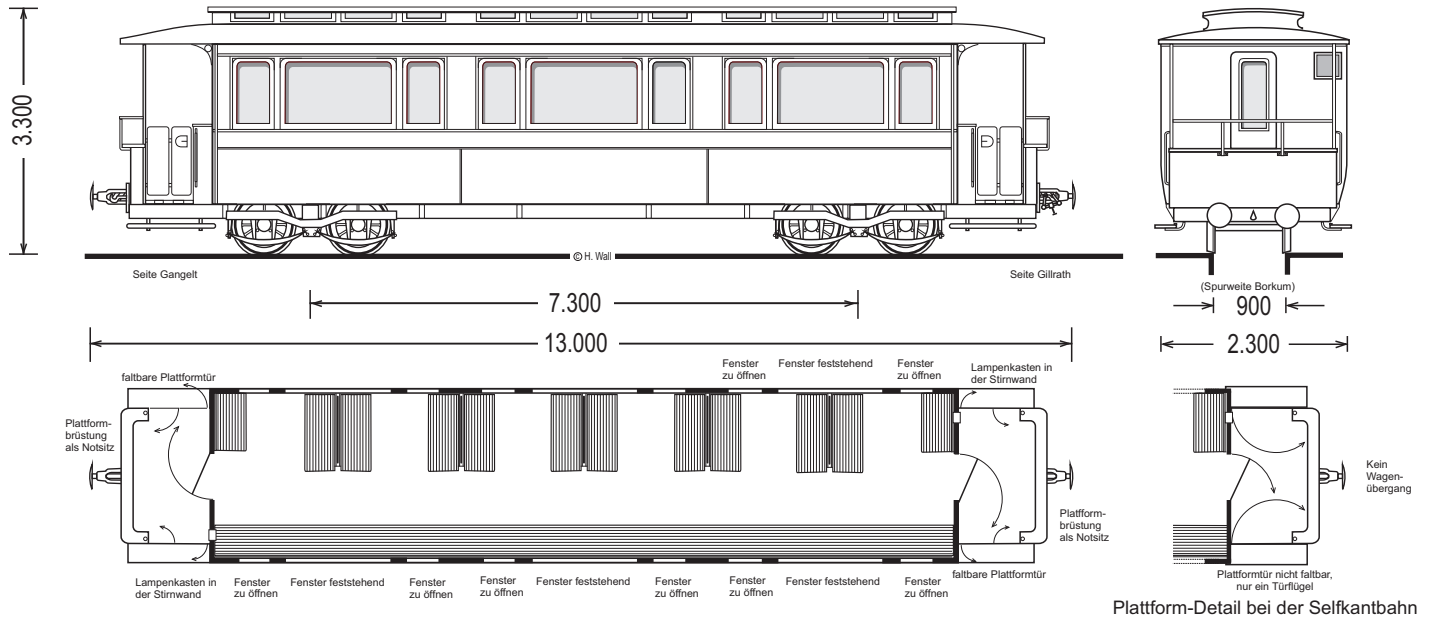 3.300
© H. Wall
Seite Gangelt
Seite Gillrath
(Spurweite Borkum)
7.300
900
13.000
2.300
Fenster
zu öffnen
Fenster feststehend
Fenster
zu öffnen
Lampenkasten in
der Stirnwand
faltbare Plattformtür
Plattform-
brüstung
als Notsitz
Kein
Wagen-
übergang
Plattform-
brüstung
als Notsitz
Lampenkasten in
der Stirnwand
Fenster
zu öffnen
Fenster feststehend
Fenster
zu öffnen
Fenster
zu öffnen
Fenster feststehend
Fenster
zu öffnen
Fenster
zu öffnen
Fenster feststehend
Fenster
zu öffnen
faltbare Plattformtür
Plattformtür nicht faltbar,
nur ein Türflügel
Plattform-Detail bei der Selfkantbahn